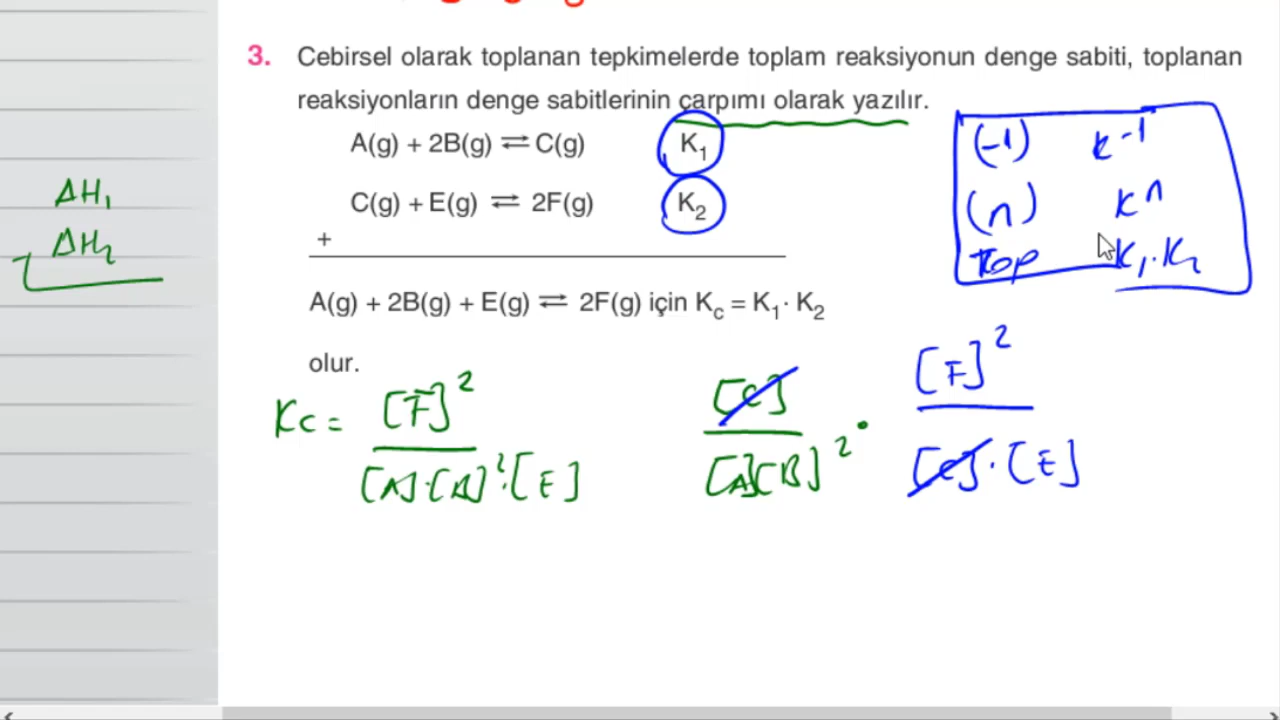 3. Cebirsel olarak toplanan tepkimelerde toplam reaksiyonun denge sabiti, toplanan
reaksiyonların denge sabitlerinin çarpımı olarak yazılır.
A(g) + 2B(g) ⇌ C(g) K₁
C(g) + E(g) ⇌ 2F(g) K₂
+
A(g) + 2B(g) + E(g) ⇌ 2F(g) için K꜀ = K₁· K₂
olur.
ΔH₁
ΔH₂
(-1) K⁻¹
(n) Kⁿ
Top K₁.K₂
Kc = [F]² / [A].[B]².[E]
[C] / [A][B]² . [F]² / [C].[E]